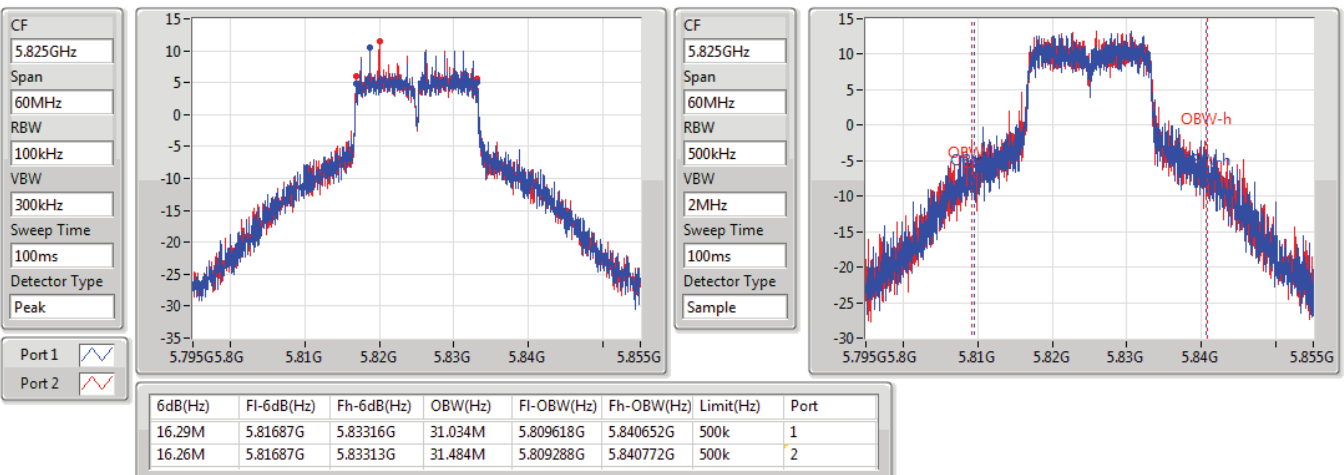 CF
5.825GHz
Span
60MHz
RBW
100kHz
VBW
300kHz
Sweep Time
100ms
Detector Type
Peak
Port 1
Port 2
15
10
5
0
-5
-10
-15
-20
-25
-30
-35
5.795G 5.8G 5.81G 5.82G 5.83G 5.84G 5.855G
CF
5.825GHz
Span
60MHz
RBW
500kHz
VBW
2MHz
Sweep Time
100ms
Detector Type
Sample
15
10
5
0
-5
-10
-15
-20
-25
-30
OBW-h
5.795G 5.8G 5.81G 5.82G 5.83G 5.84G 5.855G
6dB(Hz) Fl-6dB(Hz) Fh-6dB(Hz) OBW(Hz) Fl-OBW(Hz) Fh-OBW(Hz) Limit(Hz) Port
16.29M 5.81687G 5.83316G 31.034M 5.809618G 5.840652G 500k 1
16.26M 5.81687G 5.83313G 31.484M 5.809288G 5.840772G 500k 2